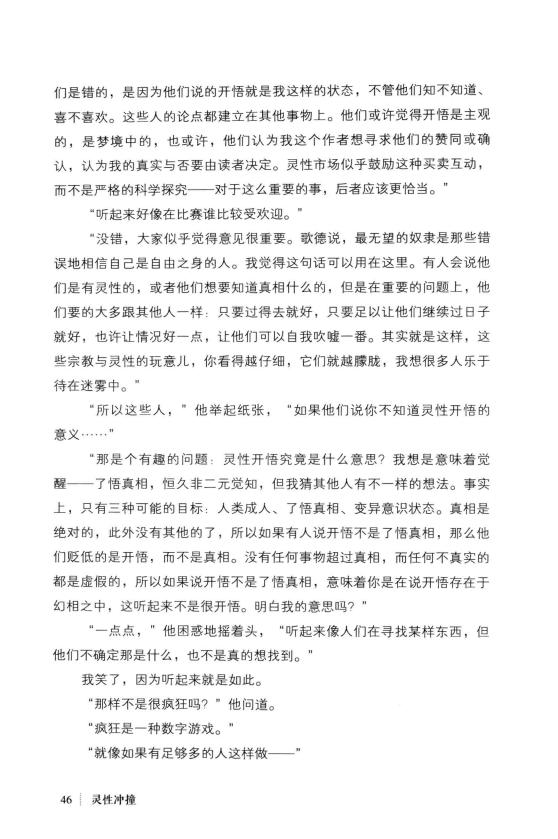 们是错的，是因为他们说的开悟就是我这样的状态，不管他们知不知道、
喜不喜欢。这些人的论点都建立在其他事物上。他们或许觉得开悟是主观
的，是梦境中的，也或许，他们认为我这个作者想寻求他们的赞同或确
认，认为我的真实与否要由读者决定。灵性市场似乎鼓励这种买卖互动，
而不是严格的科学探究——对于这么重要的事，后者应该更恰当。”
“听起来好像在比赛谁比较受欢迎。”
“没错，大家似乎觉得意见很重要。歌德说，最无望的奴隶是那些错
误地相信自己是自由之身的人。我觉得这句话可以用在这里。有人会说他
们是有灵性的，或者他们想要知道真相什么的，但是在重要的问题上，他
们要的大多跟其他人一样：只要过得去就好，只要足以让他们继续过日子
就好，也许让情况好一点，让他们可以自我吹嘘一番。其实就是这样，这
些宗教与灵性的玩意儿，你看得越仔细，它们就越朦胧，我想很多人乐于
待在迷雾中。”
“所以这些人，”他举起纸张，“如果他们说你不知道灵性开悟的
意义……”
“那是个有趣的问题：灵性开悟究竟是什么意思？我想是意味着觉
醒——了悟真相，恒久非二元觉知，但我猜其他人有不一样的想法。事实
上，只有三种可能的目标：人类成人、了悟真相、变异意识状态。真相是
绝对的，此外没有其他的了，所以如果有人说开悟不是了悟真相，那么他
们贬低的是开悟，而不是真相。没有任何事物超过真相，而任何不真实的
都是虚假的，所以如果说开悟不是了悟真相，意味着你是在说开悟存在于
幻相之中，这听起来不是很开悟。明白我的意思吗？”
“一点点，”他困惑地摇着头，“听起来像人们在寻找某样东西，但
他们不确定那是什么，也不是真的想找到。”
我笑了，因为听起来就是如此。
“那样不是很疯狂吗？”他问道。
“疯狂是一种数字游戏。”
“就像如果有足够多的人这样做——”
46 灵性冲撞